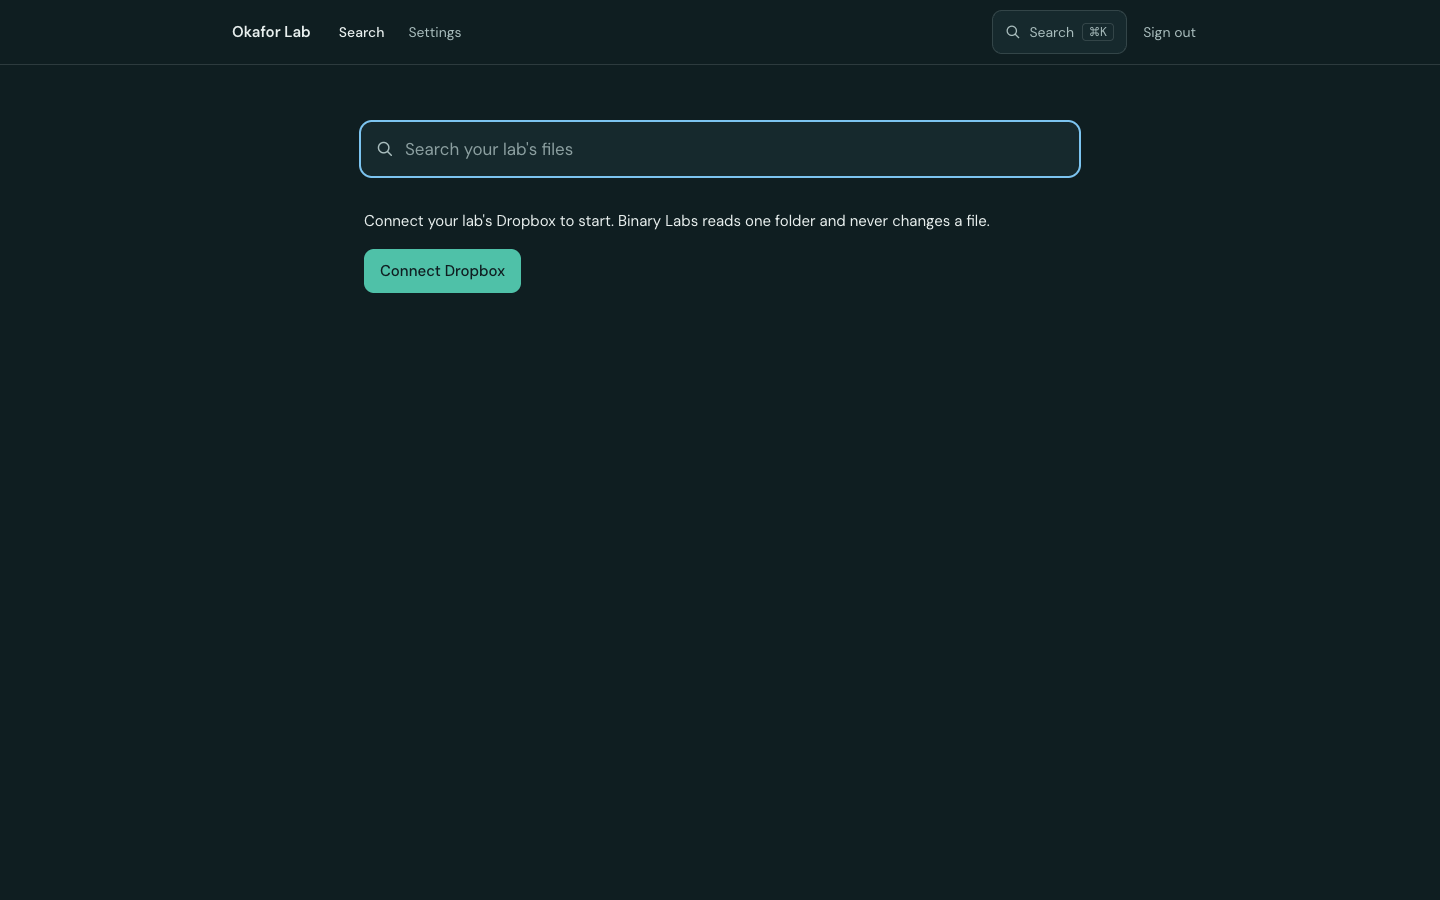 Okafor Lab Search Settings Search ⌘K Sign out
Search your lab's files
Connect your lab's Dropbox to start. Binary Labs reads one folder and never changes a file.
Connect Dropbox